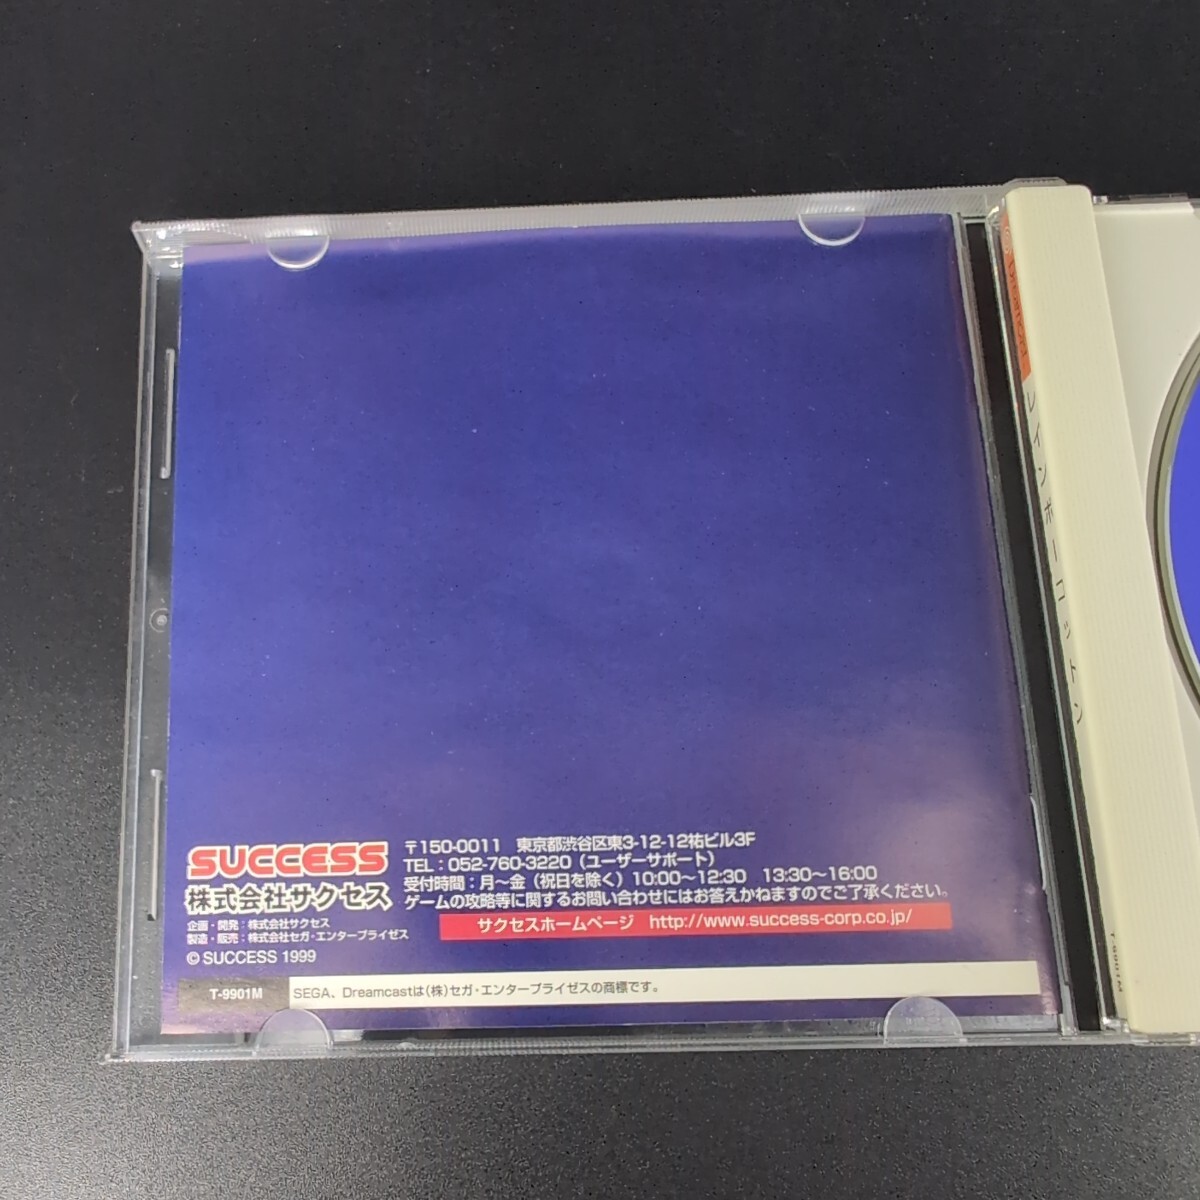 SUCCESS
株式会社サクセス
企画・開発:株式会社サクセス
製造・販売:株式会社セガ・エンタープライゼス
© SUCCESS 1999
〒150-0011 東京都渋谷区東3-12-12祐ビル3F
TEL:052-760-3220(ユーザーサポート)
受付時間:月〜金(祝日を除く)10:00〜12:30 13:30〜16:00
ゲームの攻略等に関するお問い合わせにはお答えかねますのでご了承ください。
サクセスホームページ http://www.success-corp.co.jp/
T-9901M
SEGA、Dreamcastは(株)セガ・エンタープライゼスの商標です。
Dreamcast
レインボーコットン
T-9901M